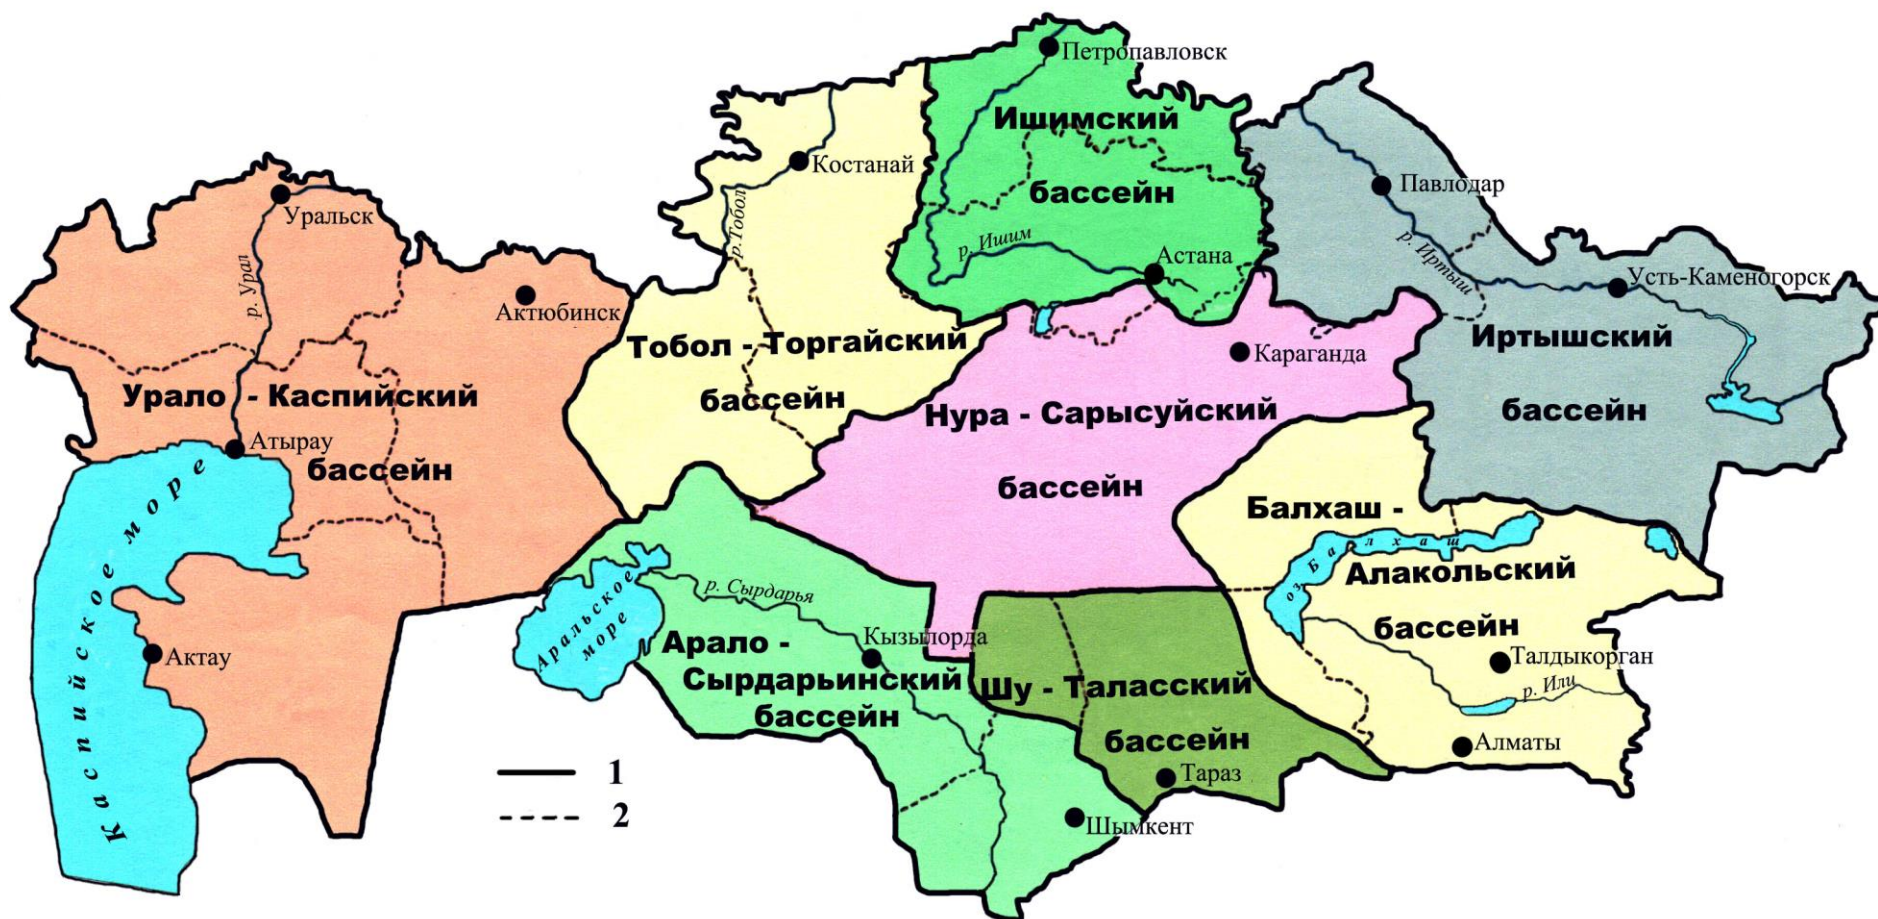 Петропавловск
Ишимский
бассейн
р. Ишим
Астана
Костанай
р.Тобол
Тобол - Торгайский
бассейн
Павлодар
р. Иртыш
Усть-Каменогорск
Иртышский
бассейн
Уральск
р. Урал
Актюбинск
Урало - Каспийский
бассейн
Атырау
Каспийское море
Актау
Караганда
Нура - Сарысуйский
бассейн
Балхаш -
Алакольский
бассейн
оз. Балхаш
Талдыкорган
р. Или
Алматы
Аральское
море
р. Сырдарья
Кызылорда
Арало -
Сырдарьинский
бассейн
Шу - Таласский
бассейн
Тараз
Шымкент
1
2